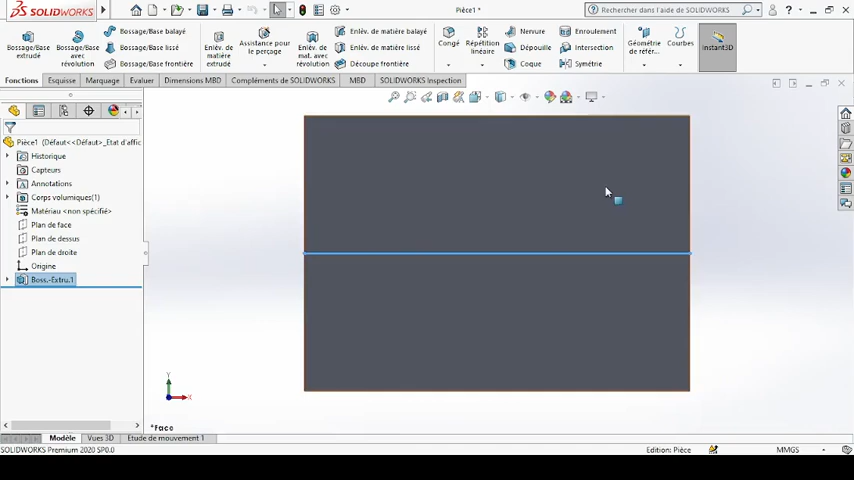 SOLIDWORKS
Pièce1 *
Rechercher dans l'aide de SOLIDWORKS
Bossage/Base extrudé
Bossage/Base avec révolution
Bossage/Base balayé
Bossage/Base lissé
Bossage/Base frontière
Enlèv. de matière extrudé
Assistance pour le perçage
Enlèv. de mat. avec révolution
Enlèv. de matière balayé
Enlèv. de matière lissé
Découpe frontière
Congé
Répétition linéaire
Nervure
Dépouille
Coque
Enroulement
Intersection
Symétrie
Géométrie de référ...
Courbes
Instant3D
Fonctions
Esquisse
Marquage
Evaluer
Dimensions MBD
Compléments de SOLIDWORKS
MBD
SOLIDWORKS Inspection
Pièce1 (Défaut<<Défaut>_Etat d'affic
Historique
Capteurs
Annotations
Corps volumiques(1)
Matériau <non spécifié>
Plan de face
Plan de dessus
Plan de droite
Origine
Boss.-Extru.1
Y
X
*Face
Modèle
Vues 3D
Etude de mouvement 1
SOLIDWORKS Premium 2020 SP0.0
Edition: Pièce
MMGS